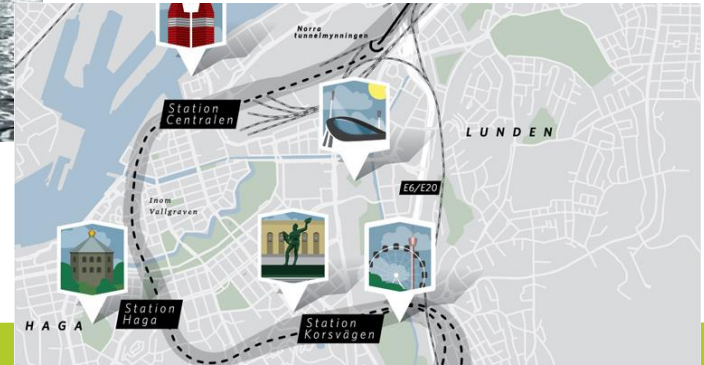 Norra
tunnelmynningen
Station
Centralen
LUNDEN
E6/E20
Inom
Vallgraven
Station
Haga
HAGA
Station
Korsvägen